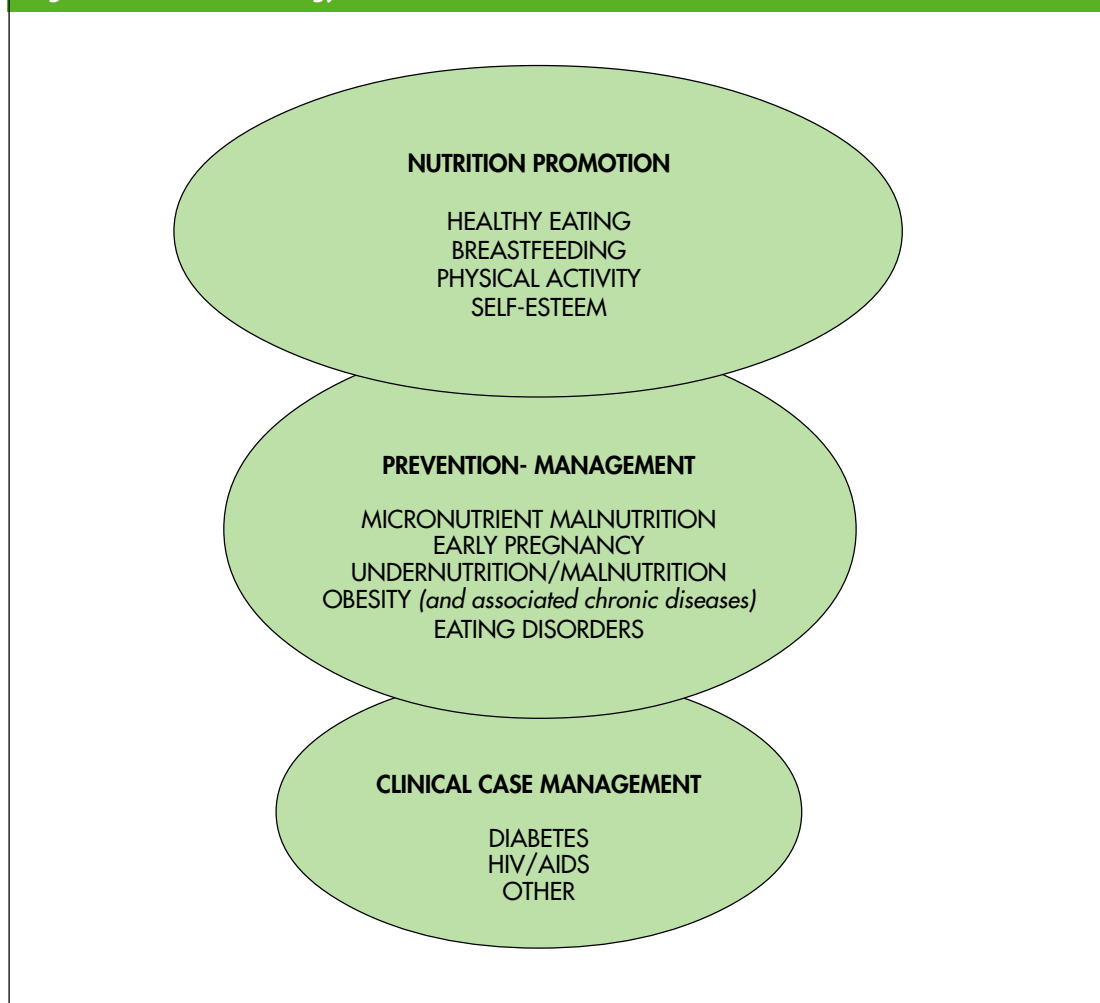 NUTRITION PROMOTION
HEALTHY EATING
BREASTFEEDING
PHYSICAL ACTIVITY
SELF-ESTEEM
PREVENTION- MANAGEMENT
MICRONUTRIENT MALNUTRITION
EARLY PREGNANCY
UNDERNUTRITION/MALNUTRITION
OBESITY (and associated chronic diseases)
EATING DISORDERS
CLINICAL CASE MANAGEMENT
DIABETES
HIV/AIDS
OTHER